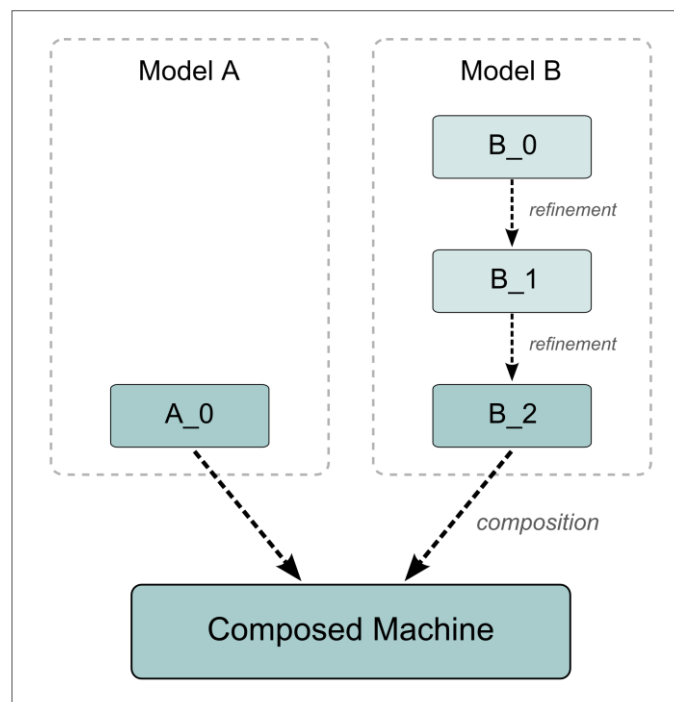 Model A
Model B
B_0
refinement
B_1
refinement
A_0
B_2
composition
Composed Machine